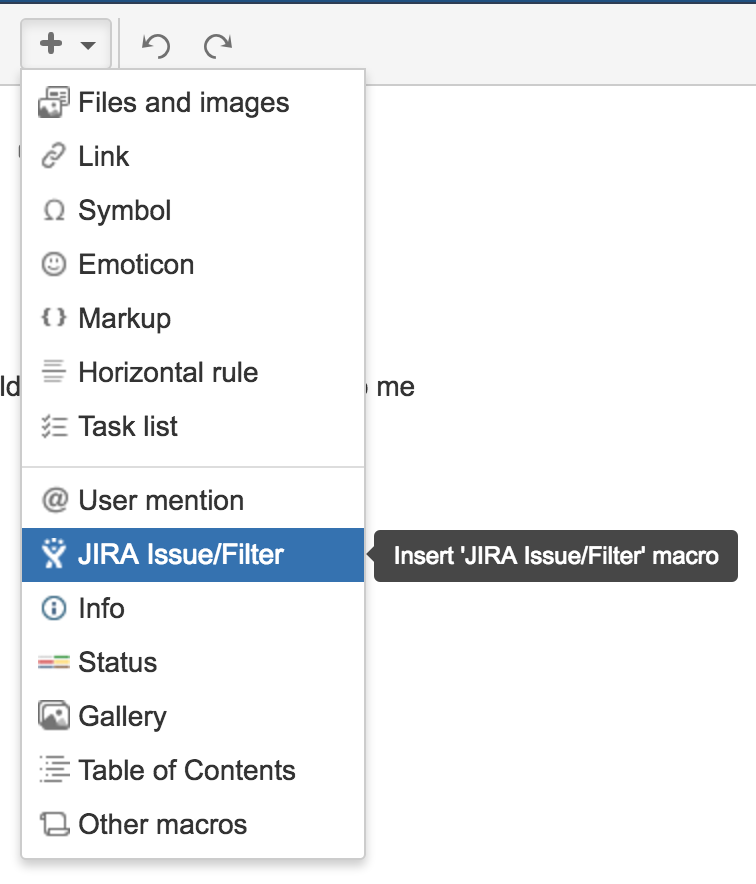 Files and images
Link
Symbol
Emoticon
Markup
Horizontal rule
me
Task list
User mention
JIRA Issue/Filter
Insert 'JIRA Issue/Filter' macro
Info
Status
Gallery
Table of Contents
Other macros